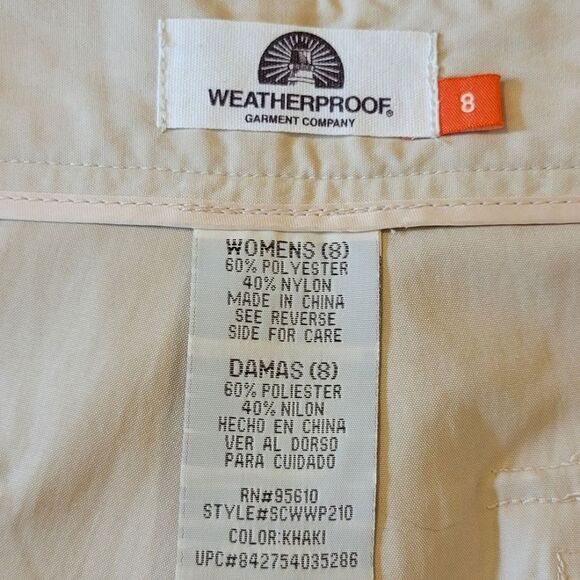 WEATHERPROOF®
GARMENT COMPANY
8
WOMENS (8)
60% POLYESTER
40% NYLON
MADE IN CHINA
SEE REVERSE
SIDE FOR CARE
DAMAS (8)
60% POLIESTER
40% NILON
HECHO EN CHINA
VER AL DORSO
PARA CUIDADO
RN#95610
STYLE#SCWWP210
COLOR:KHAKI
UPC#842754035286